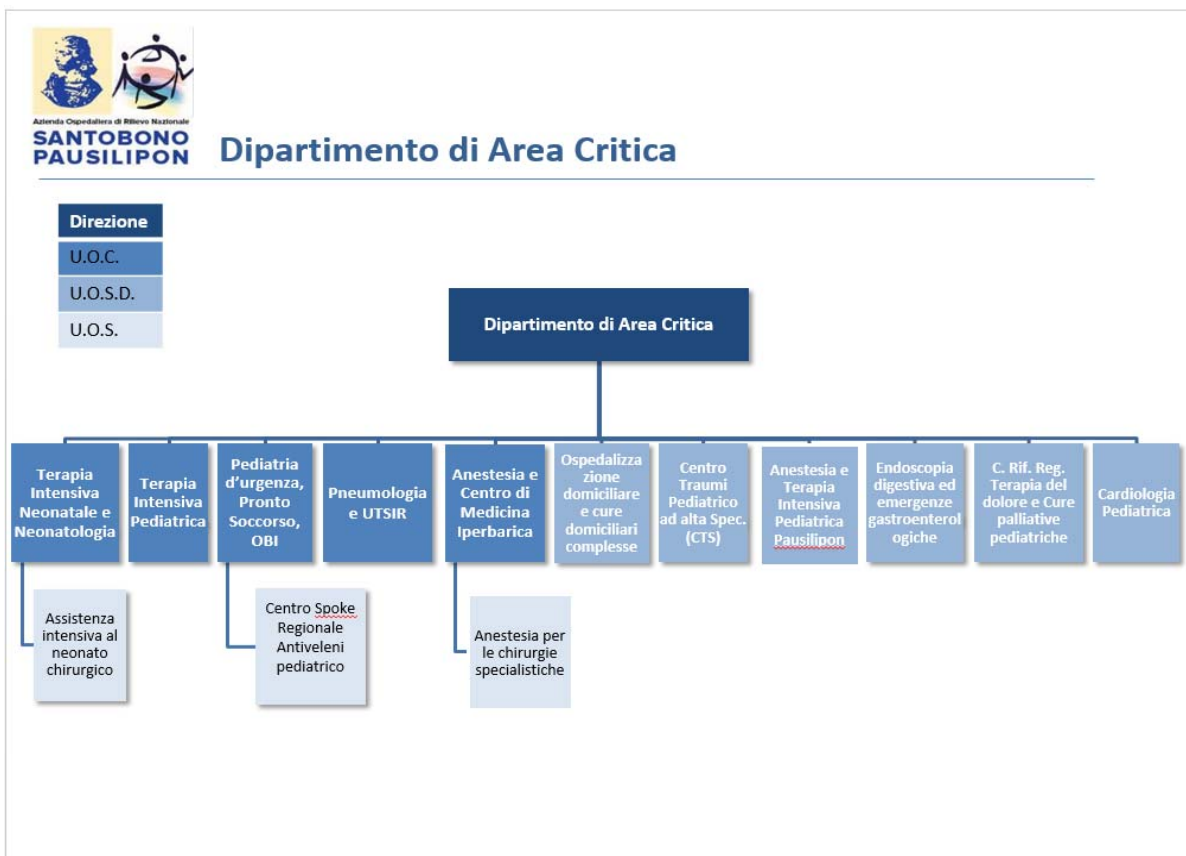 Azienda Ospedaliera di Rilievo Nazionale
SANTOBONO
PAUSILIPON
Dipartimento di Area Critica
Direzione
U.O.C.
U.O.S.D.
U.O.S.
Dipartimento di Area Critica
Terapia
Intensiva
Neonatale e
Neonatologia
Terapia
Intensiva
Pediatrica
Pediatria
d’urgenza,
Pronto
Soccorso,
OBI
Pneumologia
e UTSIR
Anestesia e
Centro di
Medicina
Iperbarica
Ospedalizza
zione
domiciliare
e cure
domiciliari
complesse
Centro
Traumi
Pediatrico
ad alta Spec.
(CTS)
Anestesia e
Terapia
Intensiva
Pediatrica
Pausilipon
Endoscopia
digestiva ed
emergenze
gastroenterol
ogiche
C. Rif. Reg.
Terapia del
dolore e Cure
palliative
pediatriche
Cardiologia
Pediatrica
Assistenza
intensiva al
neonato
chirurgico
Centro Spoke
Regionale
Antiveleni
pediatrico
Anestesia per
le chirurgie
specialistiche